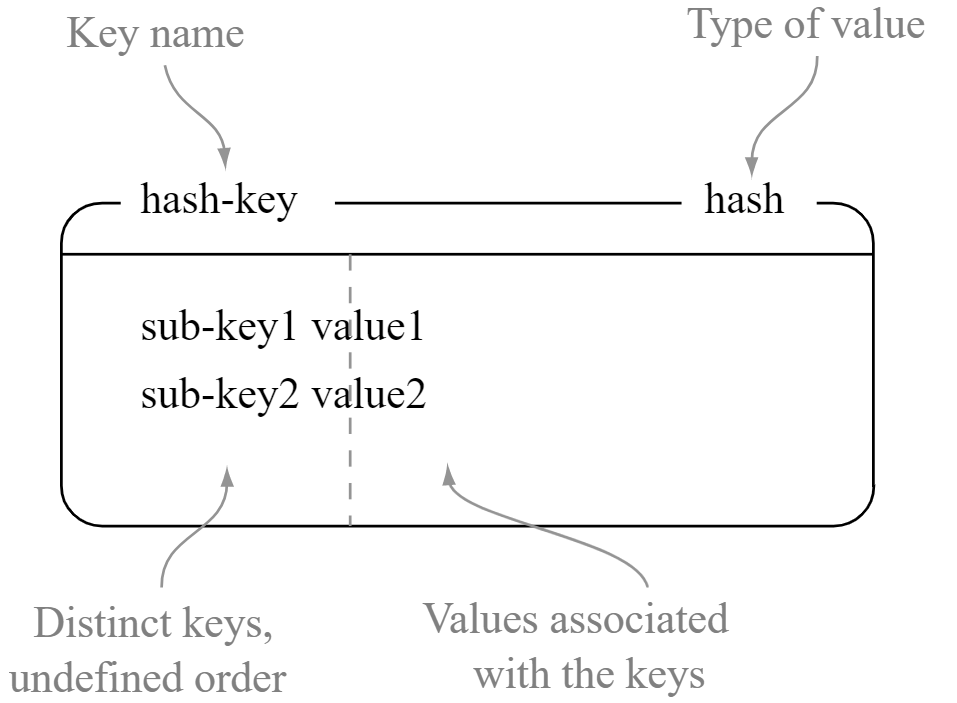 Key name
Type of value
hash-key
hash
sub-key1 value1
sub-key2 value2
Distinct keys,
undefined order
Values associated
with the keys